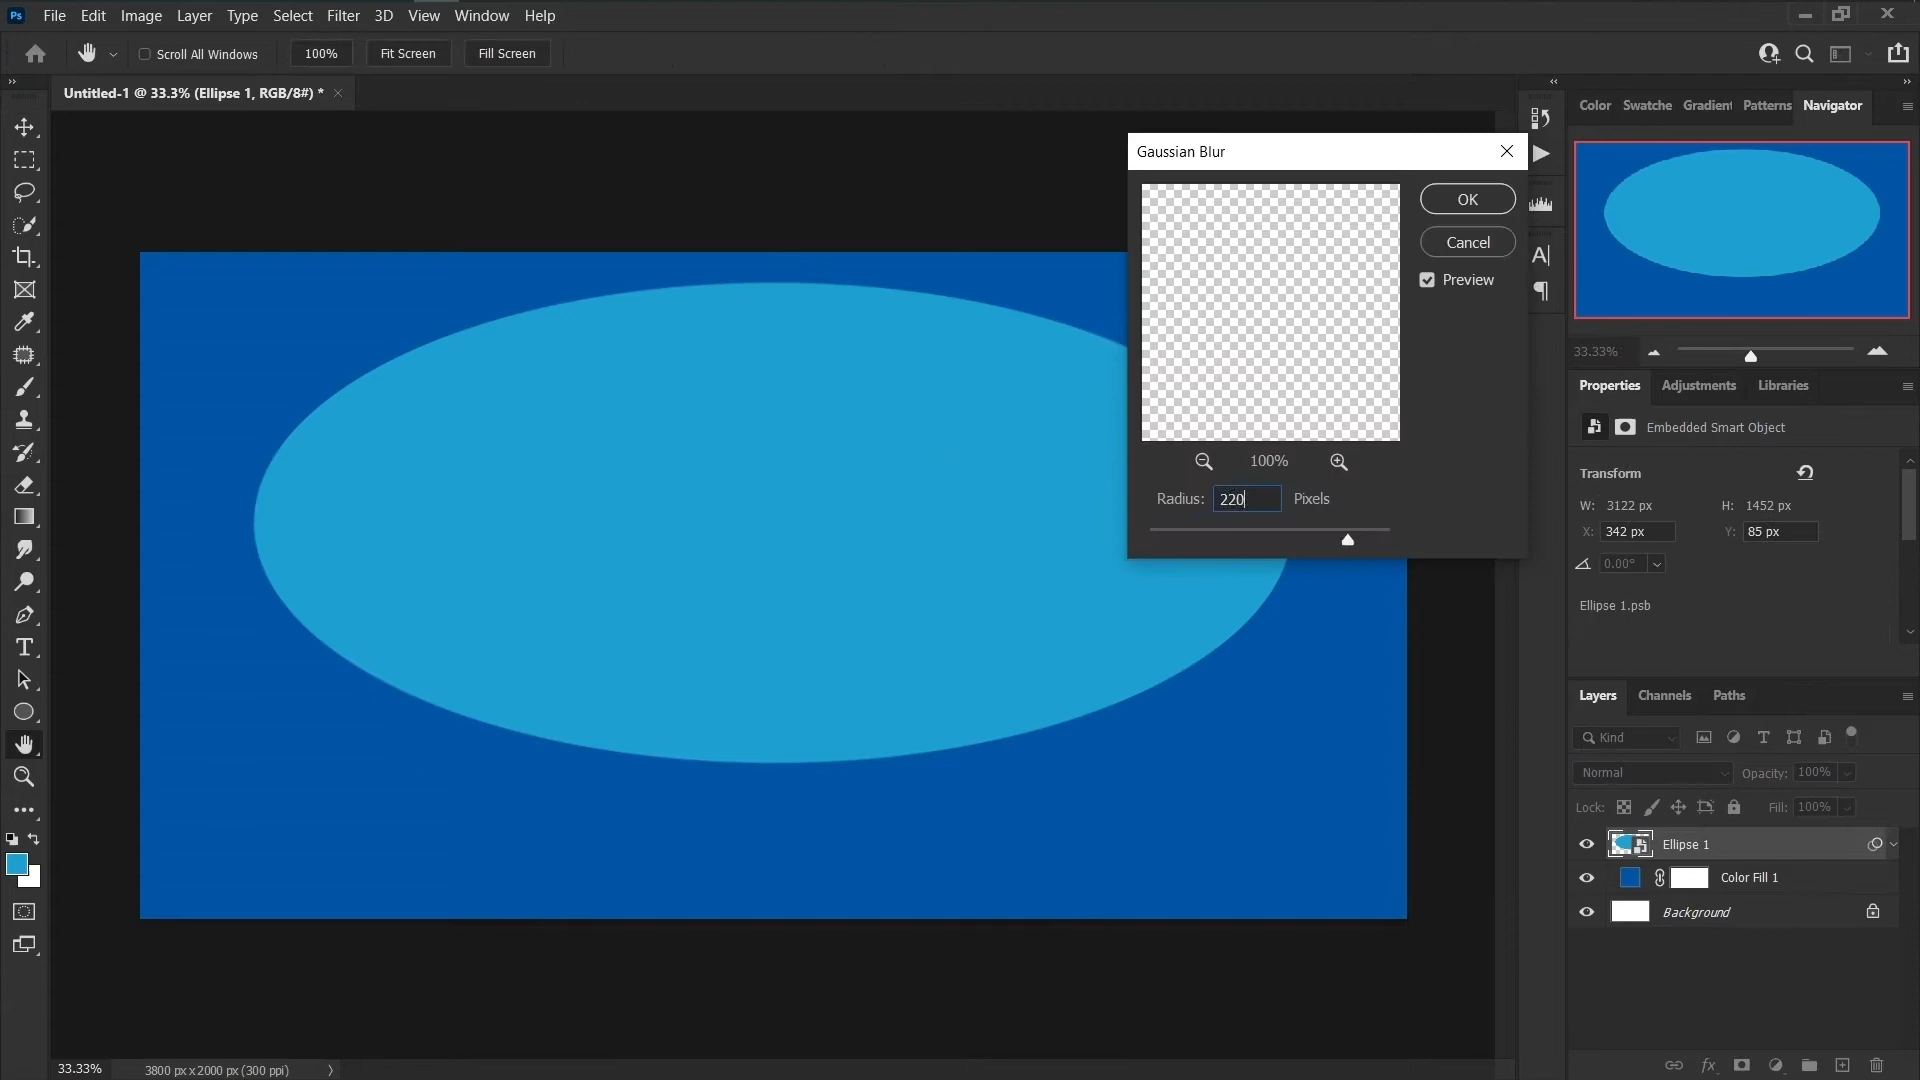 Ps File Edit Image Layer Type Select Filter 3D View Window Help
Scroll All Windows 100% Fit Screen Fill Screen
Untitled-1 @ 33.3% (Ellipse 1, RGB/8#) *
Gaussian Blur
OK
Cancel
Preview
100%
Radius: 220 Pixels
Color Swatche Gradient Patterns Navigator
33.33%
Properties Adjustments Libraries
Embedded Smart Object
Transform
W: 3122 px H: 1452 px
X: 342 px Y: 85 px
0.00°
Ellipse 1.psb
Layers Channels Paths
Kind
Normal Opacity: 100%
Lock: Fill: 100%
Ellipse 1
Color Fill 1
Background
fx
33.33% 3800 px x 2000 px (300 ppi)